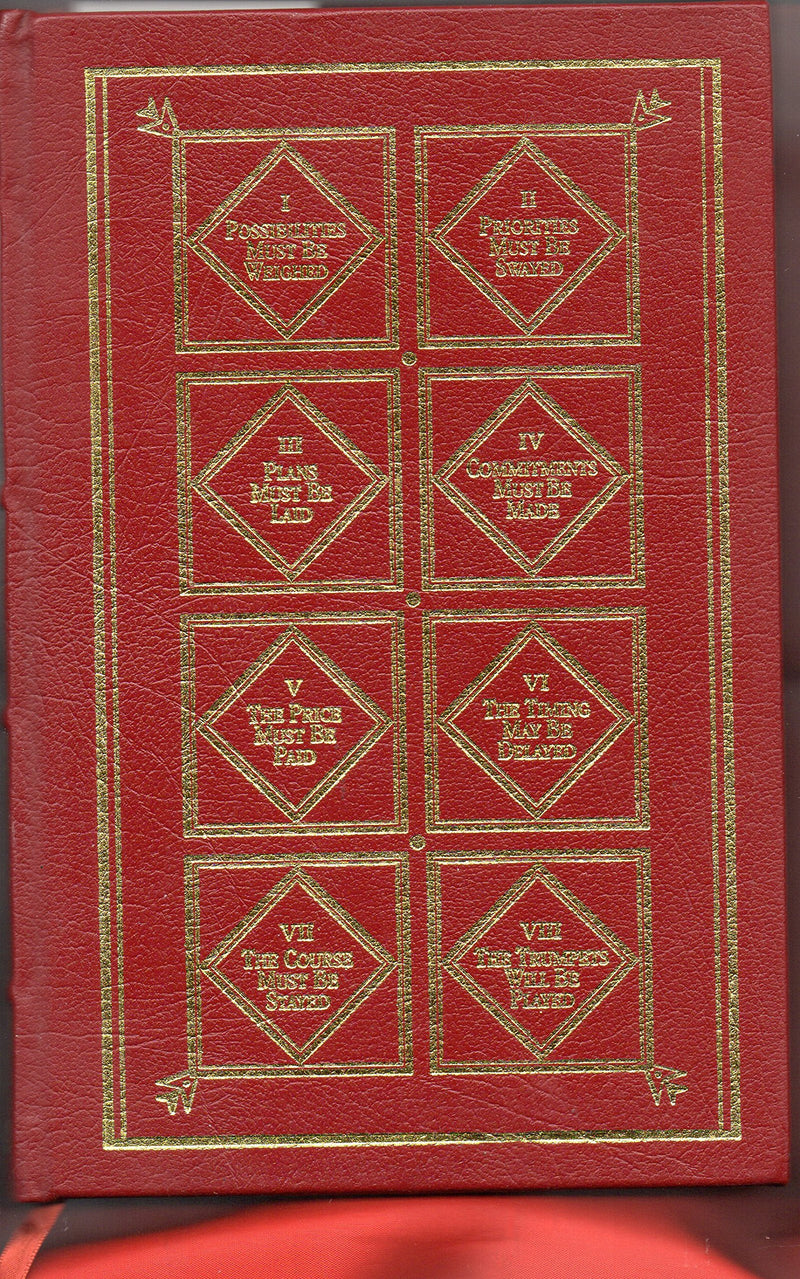 I
POSSIBILITIES
MUST BE
WEIGHED
II
PRIORITIES
MUST BE
SWAYED
III
PLANS
MUST BE
LAID
IV
COMMITMENTS
MUST BE
MADE
V
THE PRICE
MUST BE
PAID
VI
THE TIMING
MAY BE
DELAYED
VII
THE COURSE
MUST BE
STAYED
VIII
THE TRUMPETS
WILL BE
PLAYED